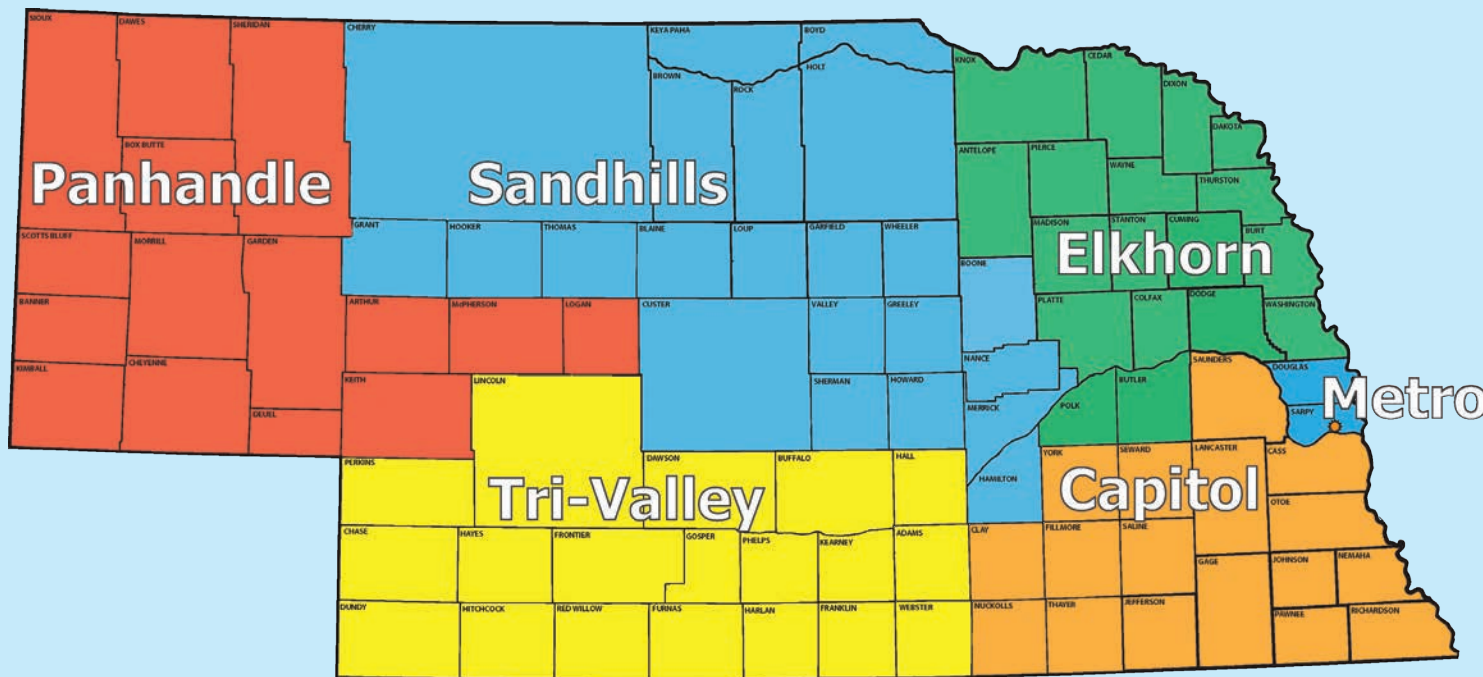 SIOUX
DAWES
SHERIDAN
CHERRY
KEYA PAHA
BOYD
KNOX
CEDAR
DIXON
DAKOTA
BROWN
ROCK
HOLT
BOX BUTTE
ANTELOPE
PIERCE
WAYNE
THURSTON
Panhandle
Sandhills
SCOTTS BLUFF
MORRILL
GARDEN
GRANT
HOOKER
THOMAS
BLAINE
LOUP
GARFIELD
WHEELER
MADISON
STANTON
CUMING
BURT
Elkhorn
BOONE
BANNER
ARTHUR
McPHERSON
LOGAN
CUSTER
VALLEY
GREELEY
PLATTE
COLFAX
DODGE
WASHINGTON
KIMBALL
CHEYENNE
NANCE
SAUNDERS
DOUGLAS
KEITH
LINCOLN
SHERMAN
HOWARD
MERRICK
POLK
BUTLER
SARPY
Metro
DEUEL
PERKINS
DAWSON
BUFFALO
HALL
HAMILTON
YORK
SEWARD
LANCASTER
CASS
Tri-Valley
Capitol
OTOE
CHASE
HAYES
FRONTIER
GOSPER
PHELPS
KEARNEY
ADAMS
CLAY
FILLMORE
SALINE
GAGE
JOHNSON
NEMAHA
DUNDY
HITCHCOCK
RED WILLOW
FURNAS
HARLAN
FRANKLIN
WEBSTER
NUCKOLLS
THAYER
JEFFERSON
PAWNEE
RICHARDSON